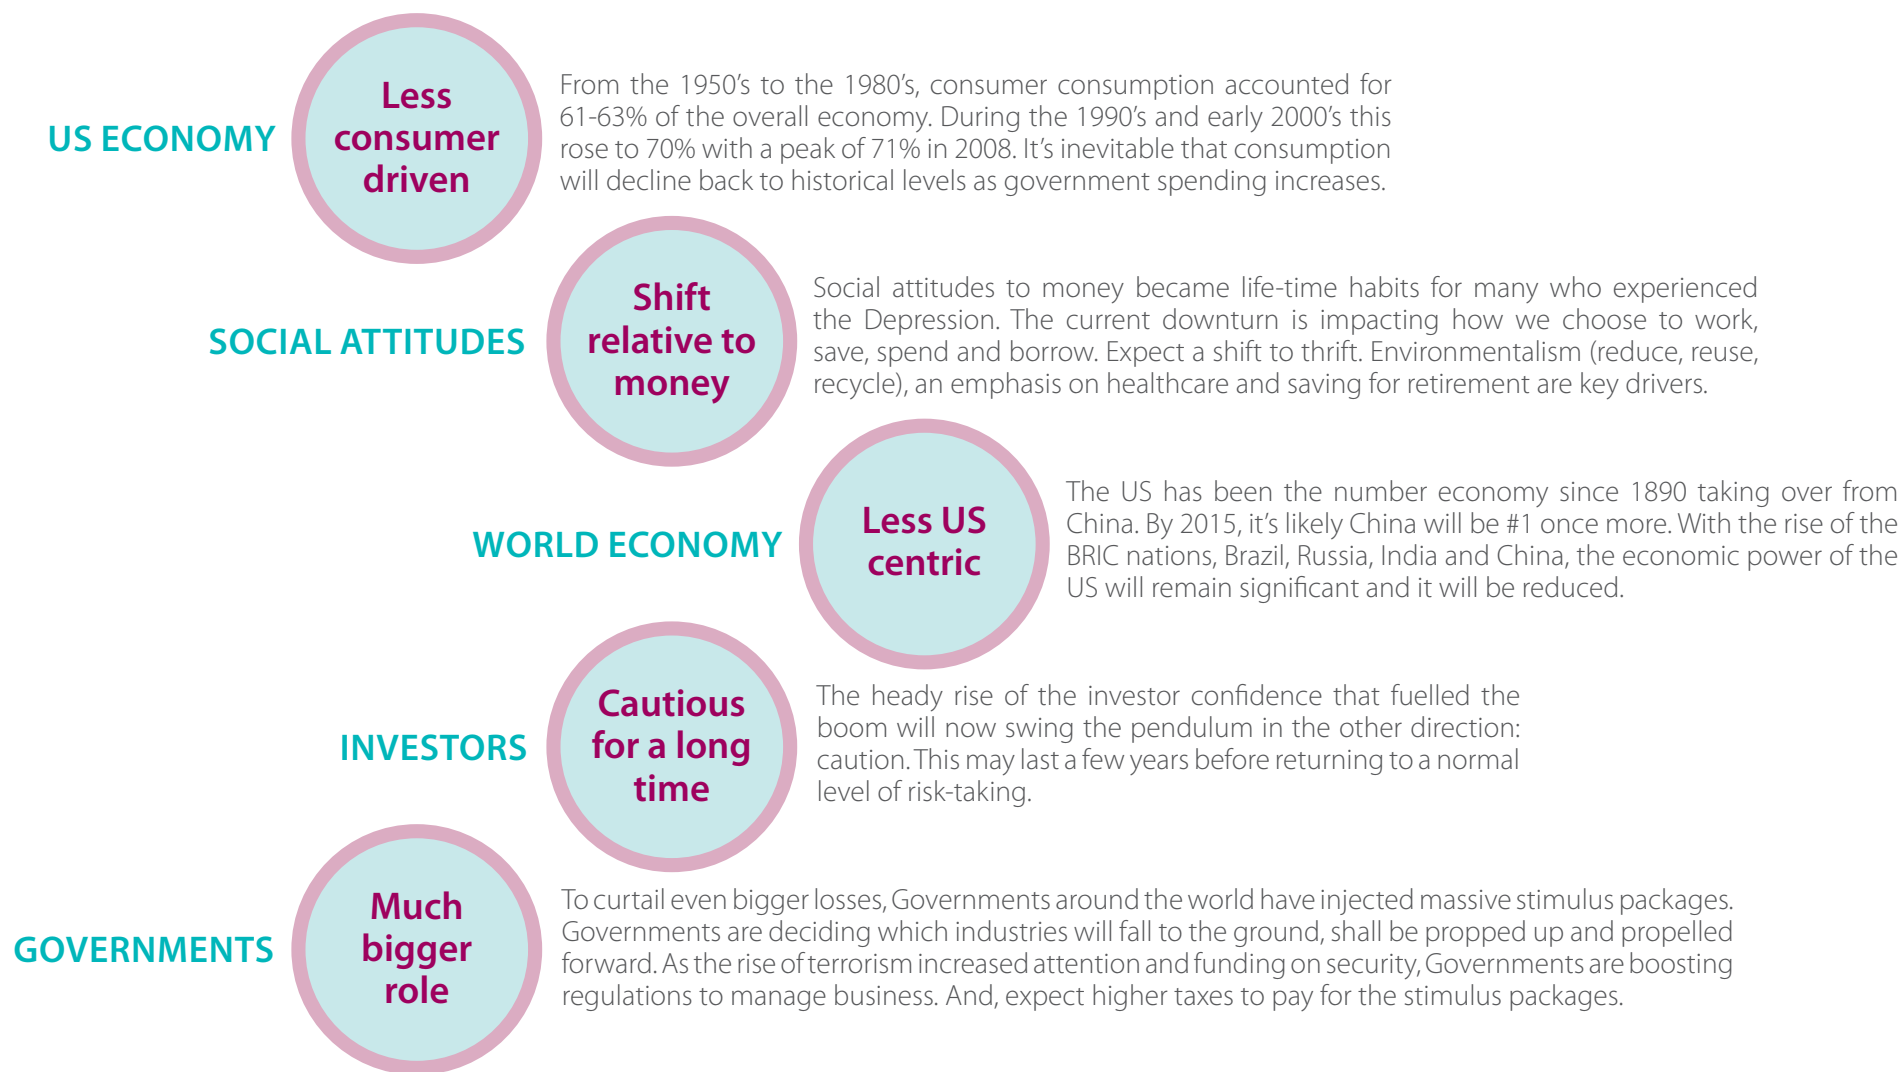 US ECONOMY
Less
consumer
driven
From the 1950's to the 1980's, consumer consumption accounted for
61-63% of the overall economy. During the 1990's and early 2000's this
rose to 70% with a peak of 71% in 2008. It's inevitable that consumption
will decline back to historical levels as government spending increases.
SOCIAL ATTITUDES
Shift
relative to
money
Social attitudes to money became life-time habits for many who experienced
the Depression. The current downturn is impacting how we choose to work,
save, spend and borrow. Expect a shift to thrift. Environmentalism (reduce, reuse,
recycle), an emphasis on healthcare and saving for retirement are key drivers.
WORLD ECONOMY
Less US
centric
The US has been the number economy since 1890 taking over from
China. By 2015, it's likely China will be #1 once more. With the rise of the
BRIC nations, Brazil, Russia, India and China, the economic power of the
US will remain significant and it will be reduced.
INVESTORS
Cautious
for a long
time
The heady rise of the investor confidence that fuelled the
boom will now swing the pendulum in the other direction:
caution. This may last a few years before returning to a normal
level of risk-taking.
GOVERNMENTS
Much
bigger
role
To curtail even bigger losses, Governments around the world have injected massive stimulus packages.
Governments are deciding which industries will fall to the ground, shall be propped up and propelled
forward. As the rise of terrorism increased attention and funding on security, Governments are boosting
regulations to manage business. And, expect higher taxes to pay for the stimulus packages.